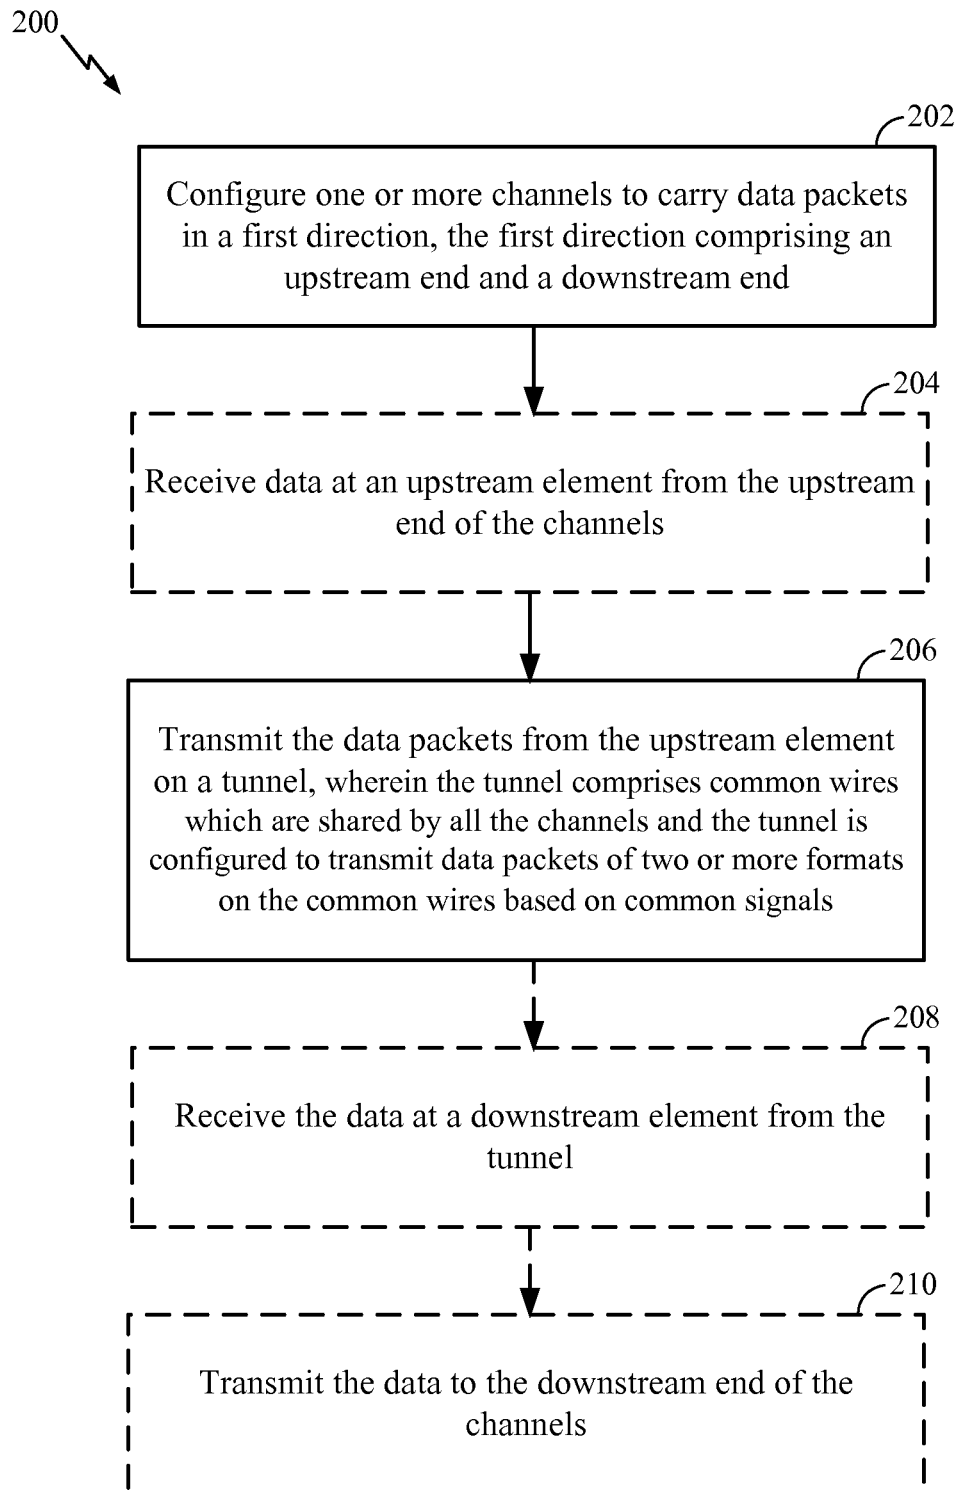 200
202
Configure one or more channels to carry data packets
in a first direction, the first direction comprising an
upstream end and a downstream end
204
Receive data at an upstream element from the upstream
end of the channels
206
Transmit the data packets from the upstream element
on a tunnel, wherein the tunnel comprises common wires
which are shared by all the channels and the tunnel is
configured to transmit data packets of two or more formats
on the common wires based on common signals
208
Receive the data at a downstream element from the
tunnel
210
Transmit the data to the downstream end of the
channels